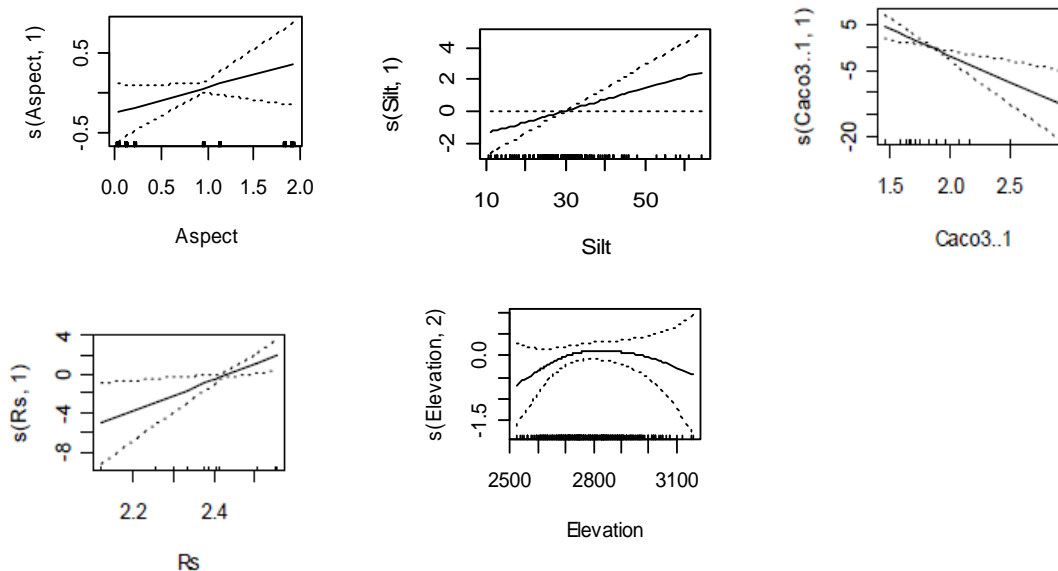 s(Aspect, 1)
0.5
-0.5
0.0 0.5 1.0 1.5 2.0
Aspect
s(Silt, 1)
4
2
0
-2
10 30 50
Silt
s(Caco3..1, 1)
5
-5
-20
1.5 2.0 2.5
Caco3..1
s(Rs, 1)
4
0
-4
-8
2.2 2.4
Rs
s(Elevation, 2)
0.0
-1.5
2500 2800 3100
Elevation